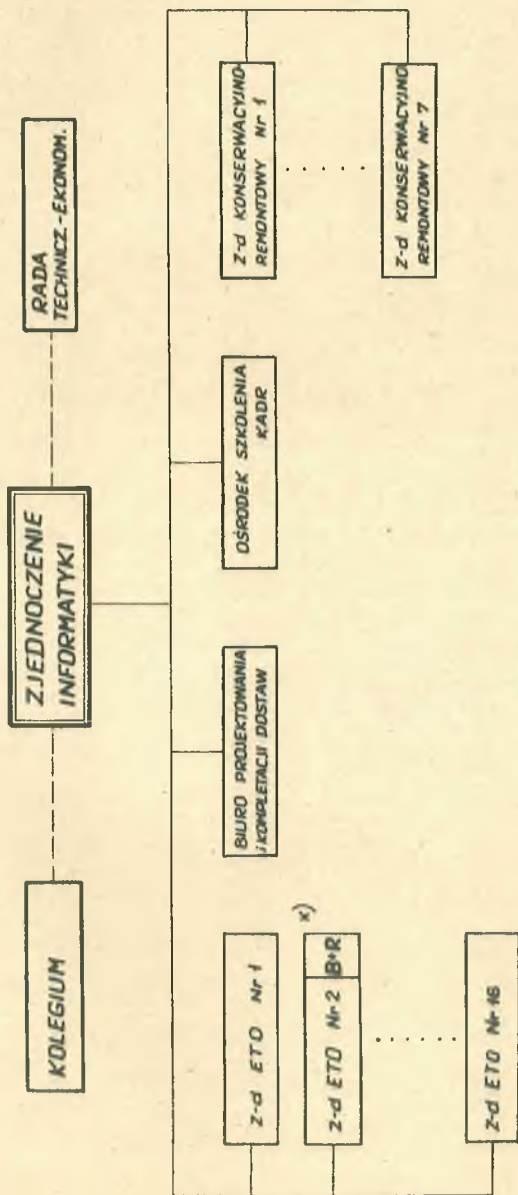 KOLEGIUM
ZJEDNOCZENIE
INFORMATYKI
RADA
TECHNICZ.-EKONOM.
Z-d ETO Nr 1
Z-d ETO Nr 2 B+R
x)
Z-d ETO Nr 16
BIURO PROJEKTOWANIA
i KOMPLETACJI DOSTAW
OŚRODEK SZKOLENIA
KADR
Z-d KONSERWACYJNO-
REMONTOWY Nr 1
Z-d KONSERWACYJNO
REMONTOWY Nr 7